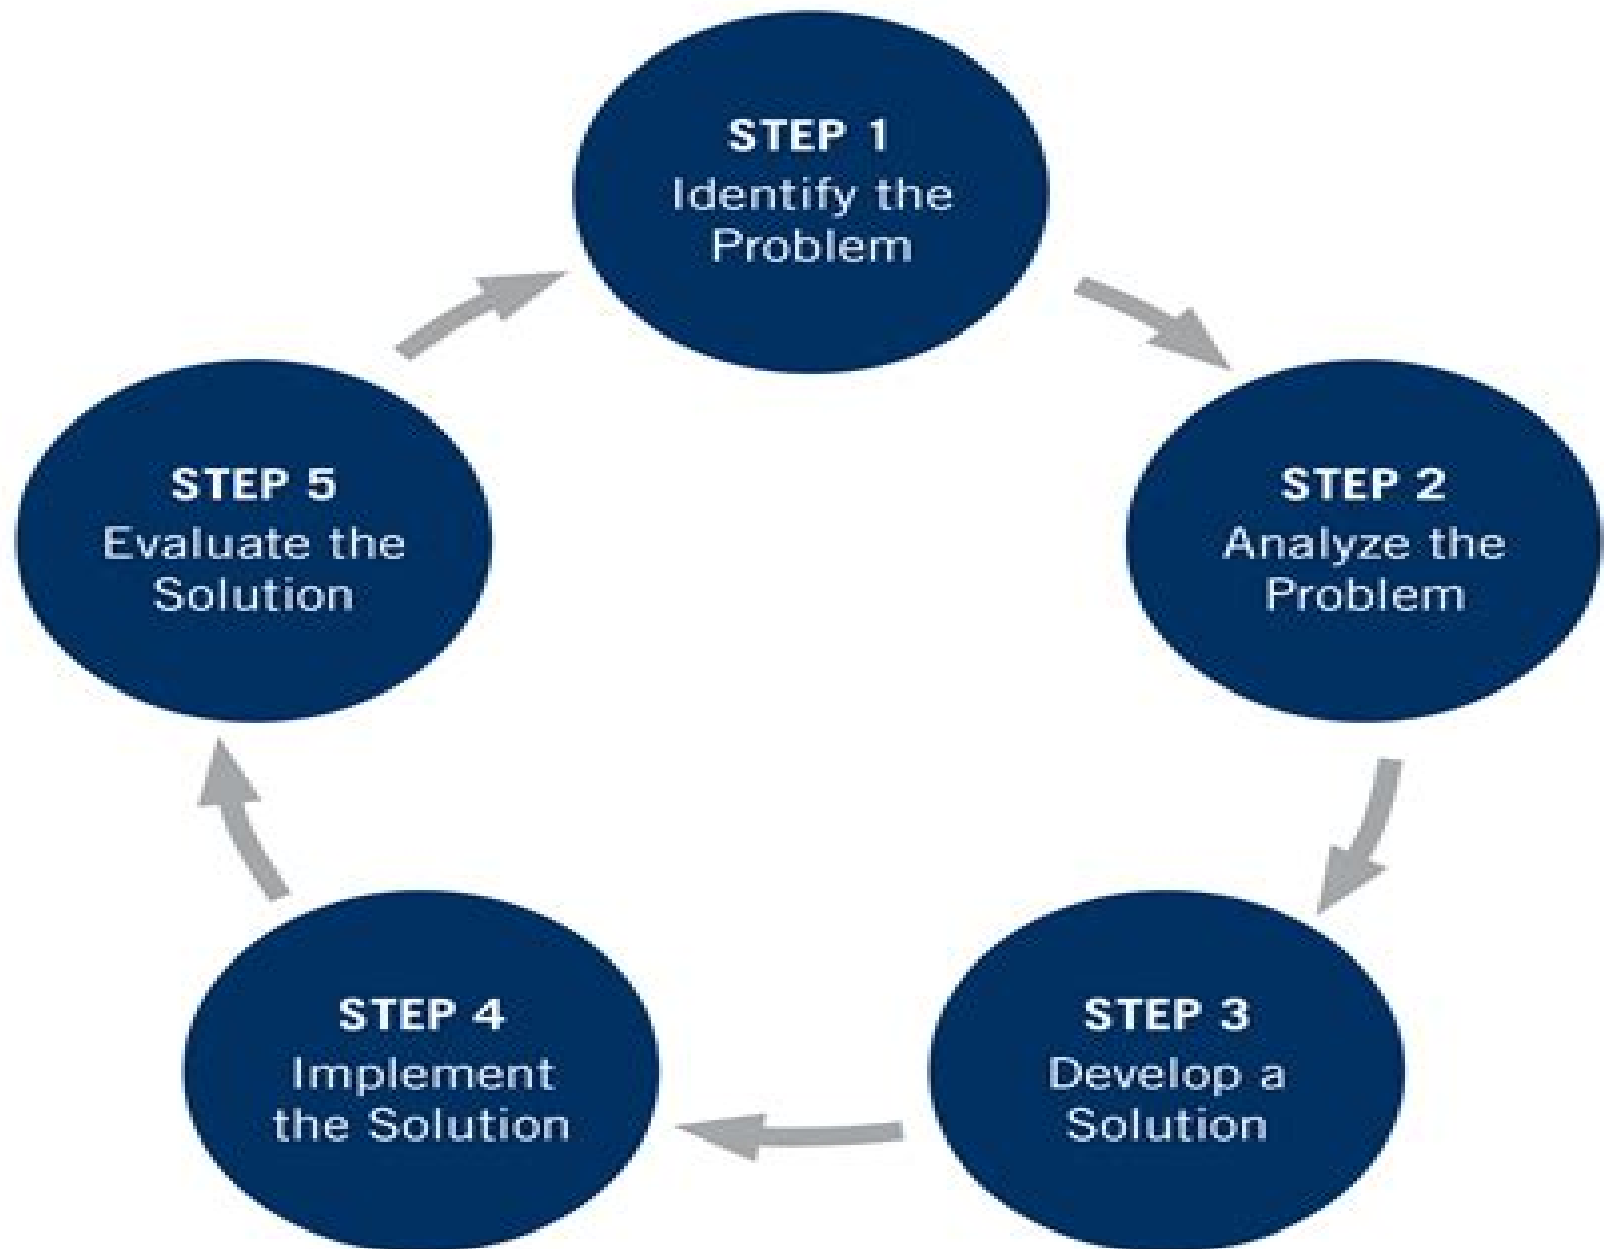 STEP 1
Identify the
Problem
STEP 2
Analyze the
Problem
STEP 3
Develop a
Solution
STEP 4
Implement
the Solution
STEP 5
Evaluate the
Solution